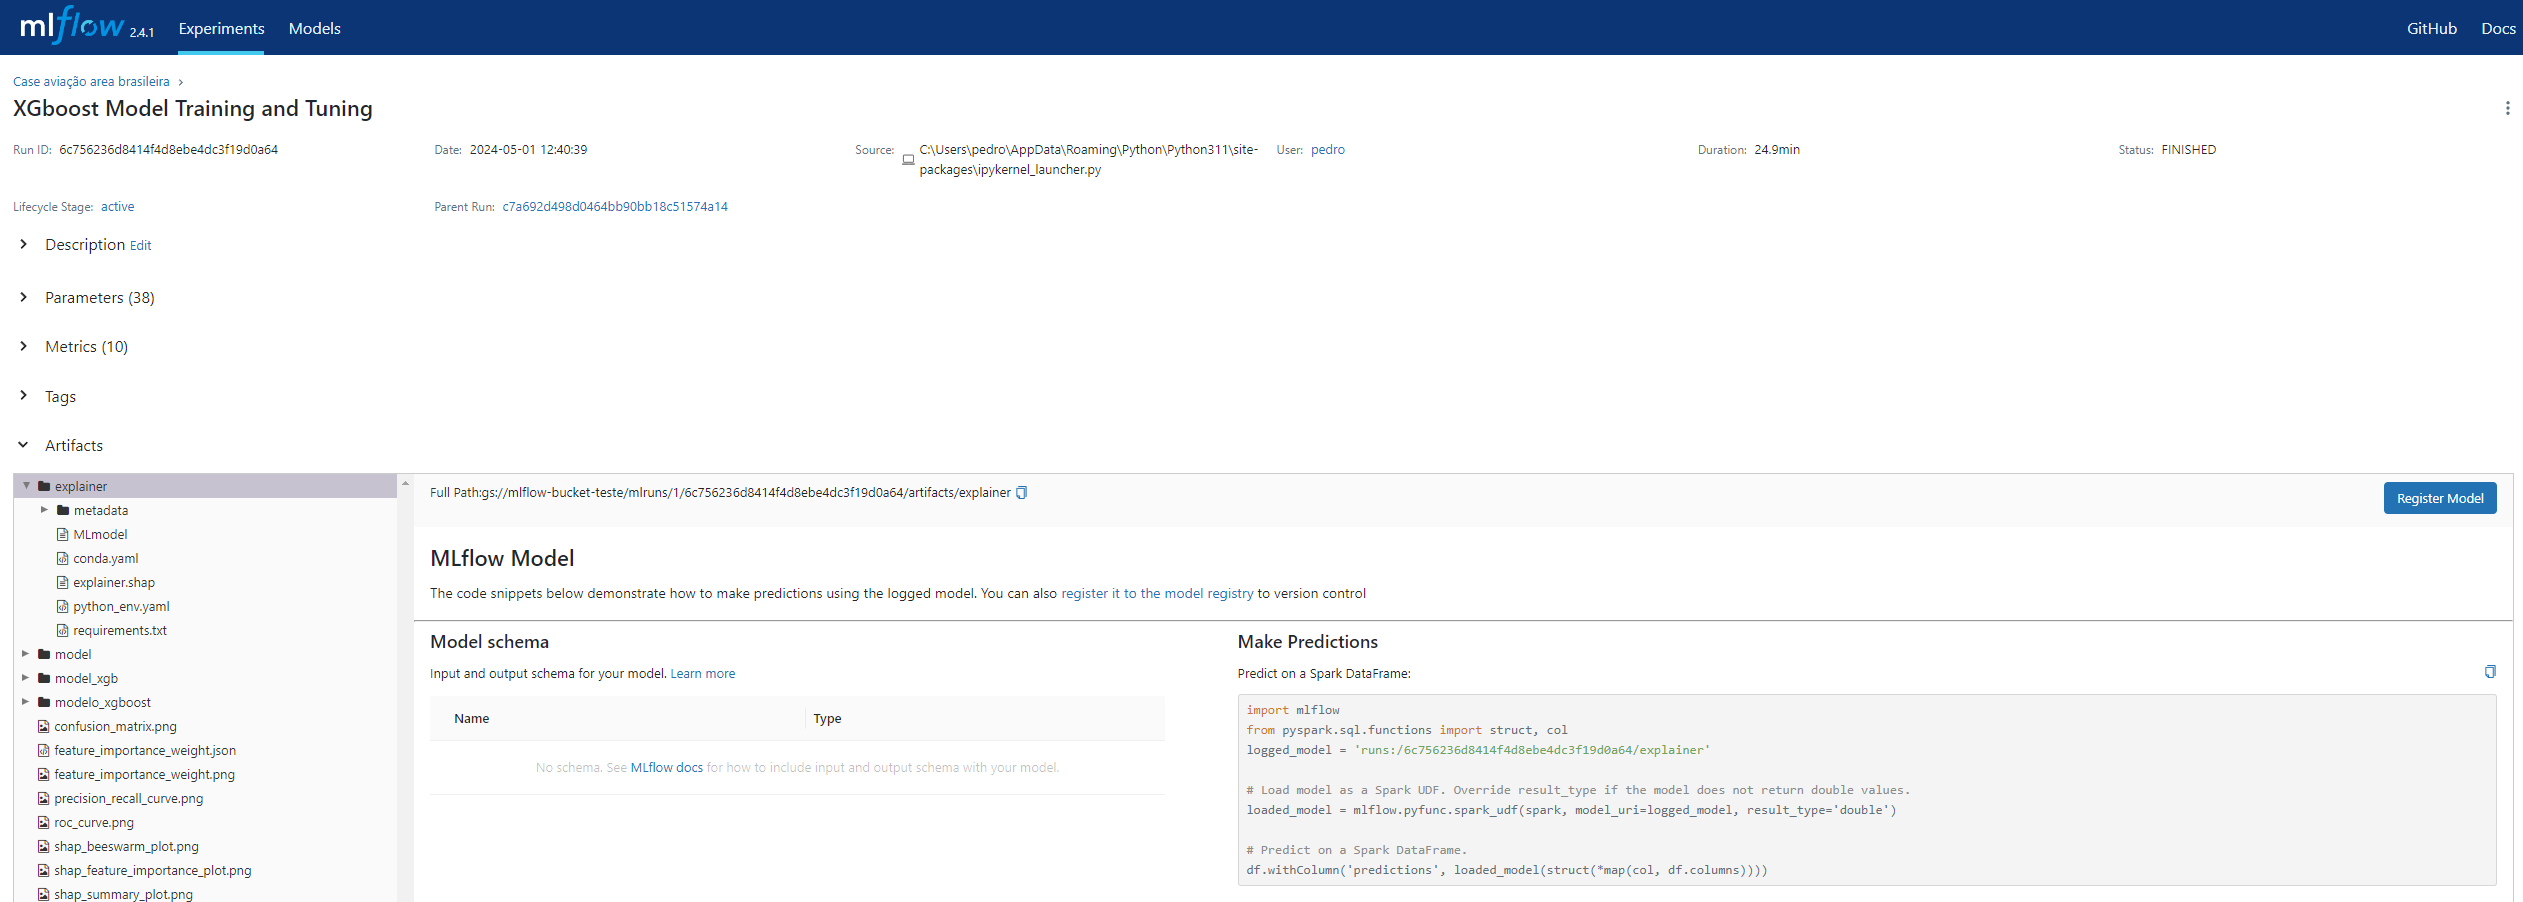 mlflow 2.4.1 Experiments Models GitHub Docs
Case aviação area brasileira
XGboost Model Training and Tuning
Run ID: 6c756236d8414f4d8ebe4dc3f19d0a64 Date: 2024-05-01 12:40:39 Source: C:\Users\pedro\AppData\Roaming\Python\Python311\site- User: pedro Duration: 24.9min Status: FINISHED
packages\ipykernel_launcher.py
Lifecycle Stage: active Parent Run: c7a692d498d0464bb90bb18c51574a14
Description Edit
Parameters (38)
Metrics (10)
Tags
Artifacts
explainer
metadata
MLmodel
conda.yaml
explainer.shap
python_env.yaml
requirements.txt
model
model_xgb
modelo_xgboost
confusion_matrix.png
feature_importance_weight.json
feature_importance_weight.png
precision_recall_curve.png
roc_curve.png
shap_beeswarm_plot.png
shap_feature_importance_plot.png
shap_summary_plot.png
Full Path:gs://mlflow-bucket-teste/mlruns/1/6c756236d8414f4d8ebe4dc3f19d0a64/artifacts/explainer
Register Model
MLflow Model
The code snippets below demonstrate how to make predictions using the logged model. You can also register it to the model registry to version control
Model schema
Input and output schema for your model. Learn more
Name Type
No schema. See MLflow docs for how to include input and output schema with your model.
Make Predictions
Predict on a Spark DataFrame:
import mlflow
from pyspark.sql.functions import struct, col
logged_model = 'runs:/6c756236d8414f4d8ebe4dc3f19d0a64/explainer'
# Load model as a Spark UDF. Override result_type if the model does not return double values.
loaded_model = mlflow.pyfunc.spark_udf(spark, model_uri=logged_model, result_type='double')
# Predict on a Spark DataFrame.
df.withColumn('predictions', loaded_model(struct(*map(col, df.columns))))